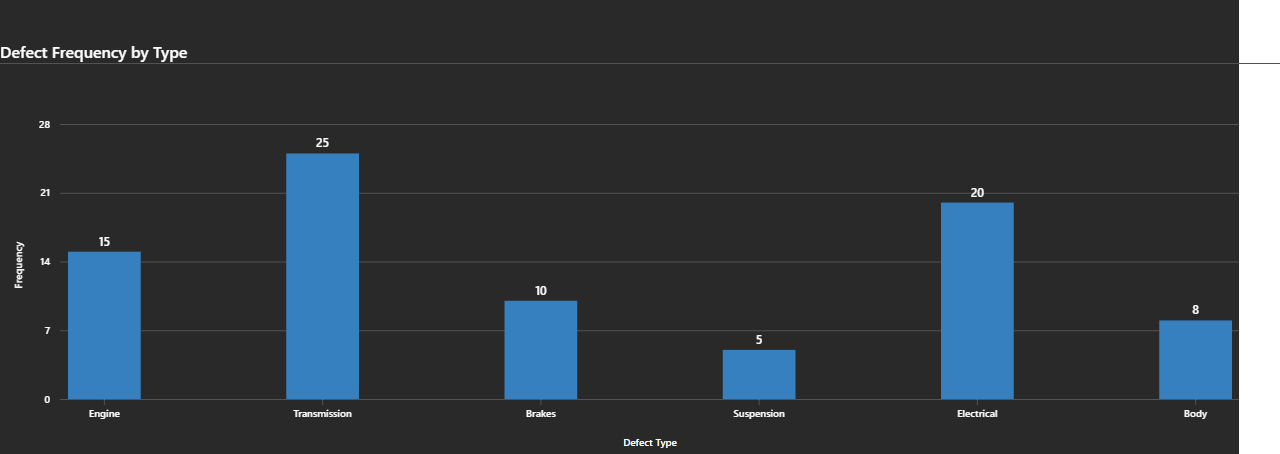 Defect Frequency by Type
28
21
14
7
0
Frequency
15
25
10
5
20
8
Engine
Transmission
Brakes
Suspension
Electrical
Body
Defect Type